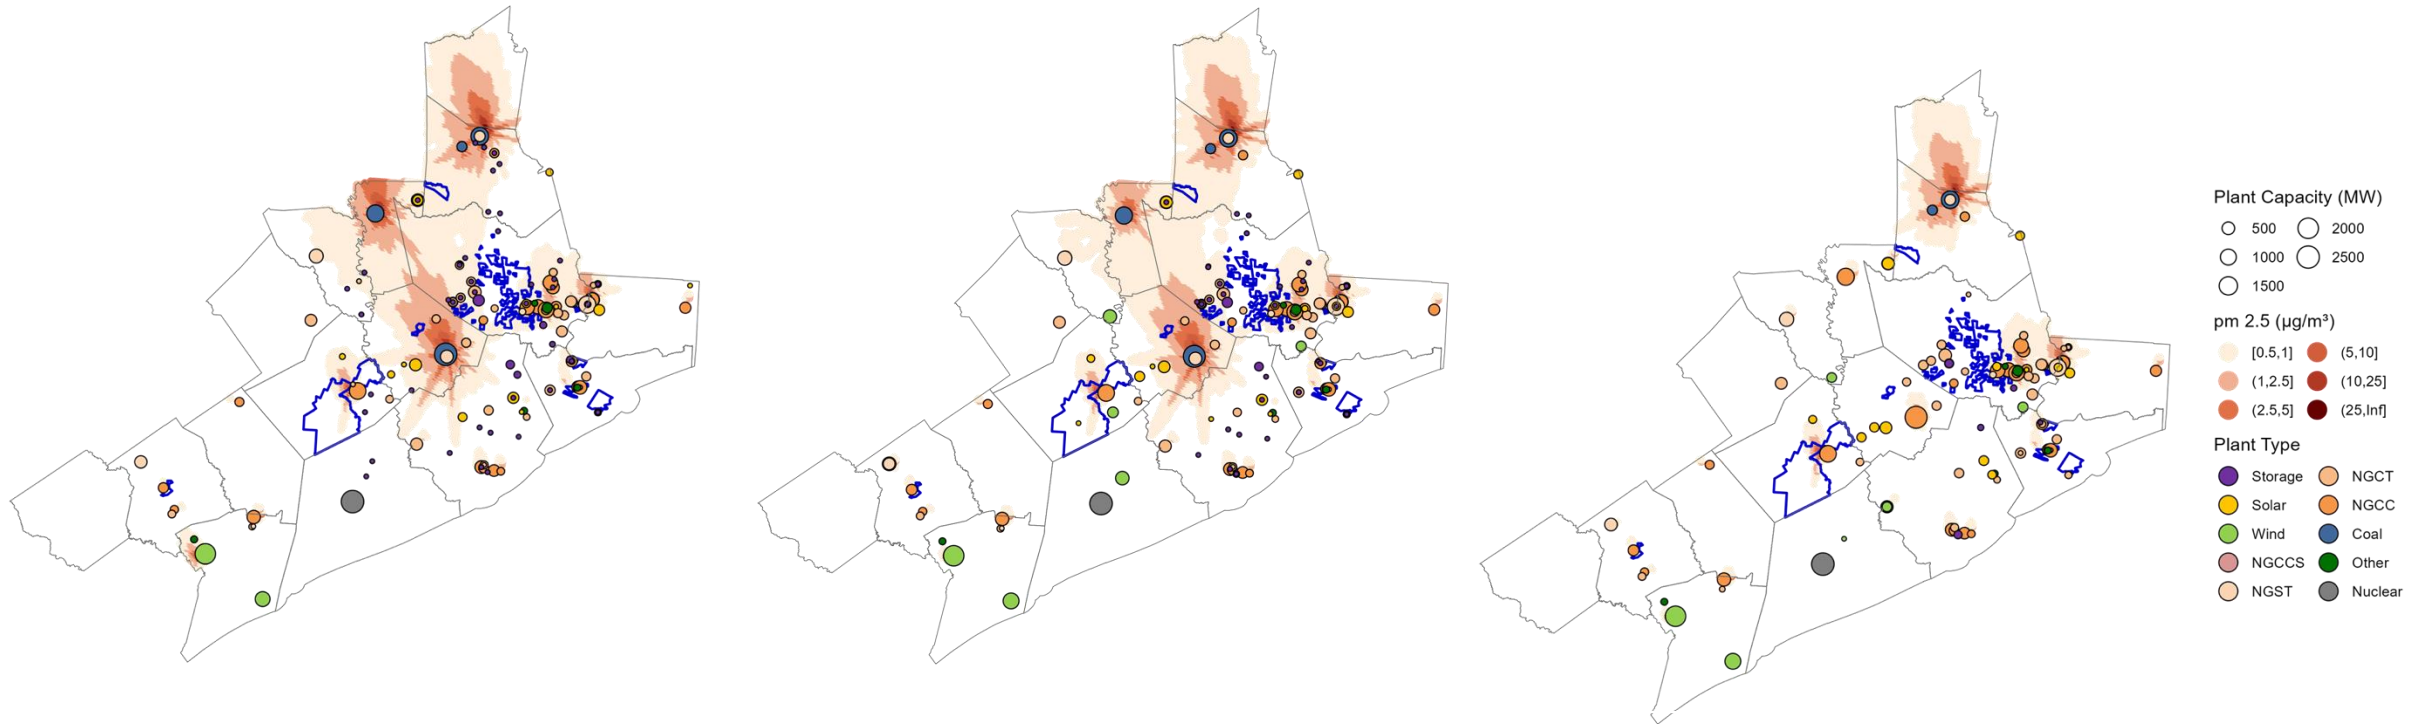 Plant Capacity (MW)
500 2000
1000 2500
1500
pm 2.5 (µg/m³)
[0.5,1] (5,10]
(1,2.5] (10,25]
(2.5,5] (25,Inf]
Plant Type
Storage NGCT
Solar NGCC
Wind Coal
NGCCS Other
NGST Nuclear